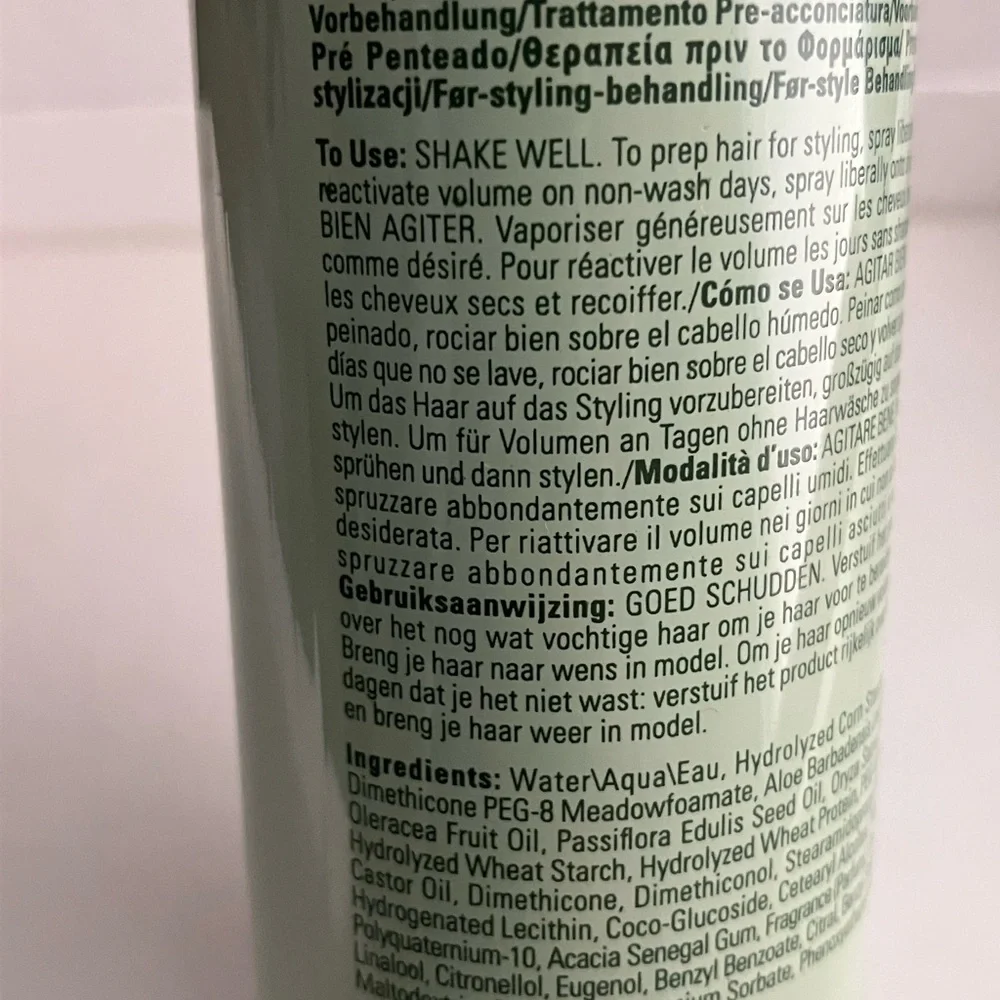 Vorbehandlung/Trattamento Pre-acconciatura/
Pré Penteado/Θεραπεία πριν το Φορμάρισμα/
stylizacji/Før-styling-behandling/Før-style Behandling
To Use: SHAKE WELL. To prep hair for styling, spray
reactivate volume on non-wash days, spray liberally onto
BIEN AGITER. Vaporiser généreusement sur les cheveux
comme désiré. Pour réactiver le volume les jours sans
les cheveux secs et recoiffer./Cómo se Usa: AGITAR
peinado, rociar bien sobre el cabello húmedo. Peinar
días que no se lave, rociar bien sobre el cabello seco y
Um das Haar auf das Styling vorzubereiten, großzügig
stylen. Um für Volumen an Tagen ohne Haarwäsche zu
sprühen und dann stylen./Modalità d'uso: AGITARE BENE
spruzzare abbondantemente sui capelli umidi.
desiderata. Per riattivare il volume nei giorni in cui
spruzzare abbondantemente sui capelli asciutti
Gebruiksaanwijzing: GOED SCHUDDEN. Verstuif
over het nog wat vochtige haar om je haar voor te
Breng je haar naar wens in model. Om je haar opnieuw
dagen dat je het niet wast: verstuif het product rijkelijk
en breng je haar weer in model.
Ingredients: Water\Aqua\Eau, Hydrolyzed Corn
Dimethicone PEG-8 Meadowfoamate, Aloe Barbadensis
Oleracea Fruit Oil, Passiflora Edulis Seed Oil, Oryza
Hydrolyzed Wheat Starch, Hydrolyzed Wheat Protein,
Castor Oil, Dimethicone, Dimethiconol,
Hydrogenated Lecithin, Coco-Glucoside, Cetearyl
Polyquaternium-10, Acacia Senegal Gum, Fragrance
Linalool, Citronellol, Eugenol, Benzyl Benzoate, Citral,
Sorbate,